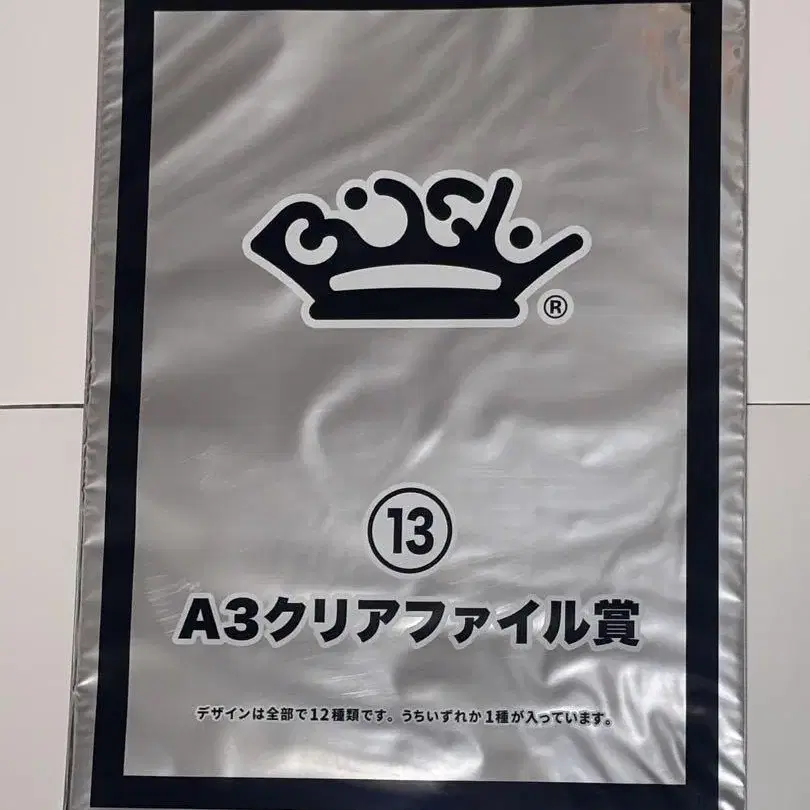 ®
13
A3クリアファイル賞
デザインは全部で12種類です。うちいずれか1種が入っています。